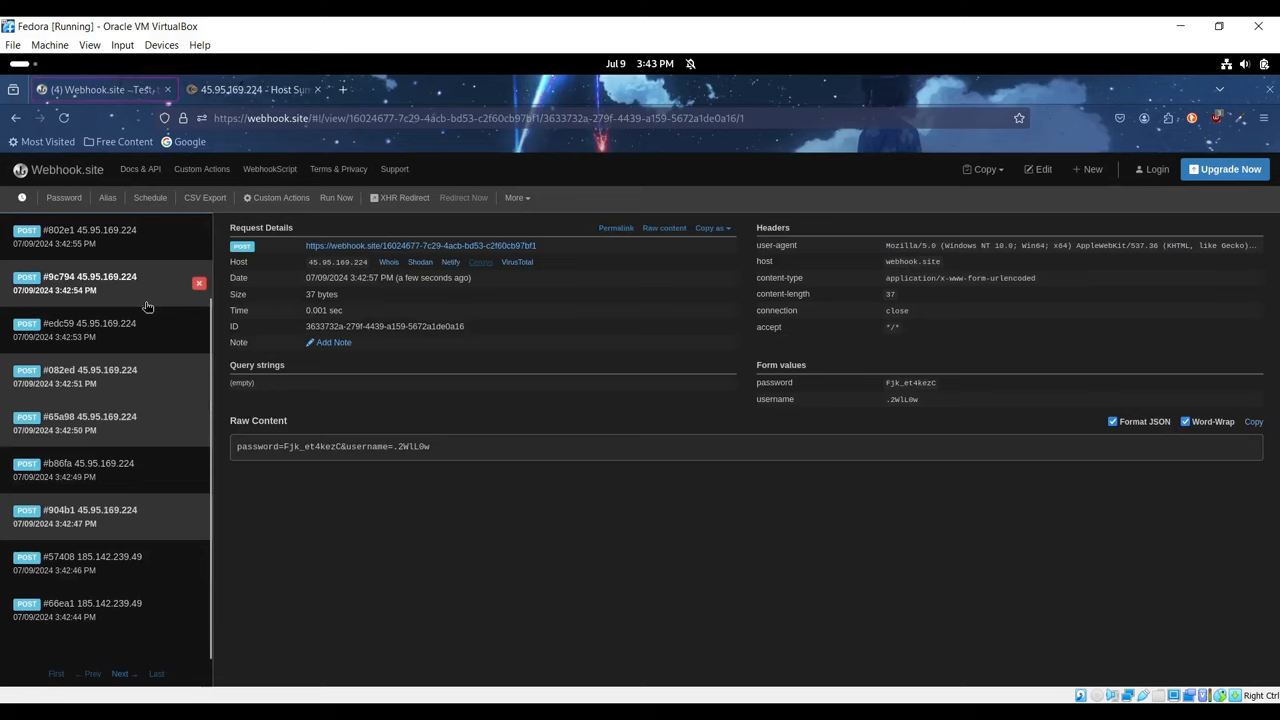 Fedora [Running] - Oracle VM VirtualBox
File Machine View Input Devices Help
Jul 9 3:43 PM
(4) Webhook.site - Test,
45.95.169.224 - Host Sum
https://webhook.site/#!/view/16024677-7c29-4acb-bd53-c2f60cb97bf1/3633732a-279f-4439-a159-5672a1de0a16/1
Most Visited Free Content Google
Webhook.site Docs & API Custom Actions WebhookScript Terms & Privacy Support Copy Edit New Login Upgrade Now
Password Alias Schedule CSV Export Custom Actions Run Now XHR Redirect Redirect Now More
POST #802e1 45.95.169.224
07/09/2024 3:42:55 PM
POST #9c794 45.95.169.224
07/09/2024 3:42:54 PM
POST #edc59 45.95.169.224
07/09/2024 3:42:53 PM
POST #082ed 45.95.169.224
07/09/2024 3:42:51 PM
POST #65a98 45.95.169.224
07/09/2024 3:42:50 PM
POST #b86fa 45.95.169.224
07/09/2024 3:42:49 PM
POST #904b1 45.95.169.224
07/09/2024 3:42:47 PM
POST #57408 185.142.239.49
07/09/2024 3:42:46 PM
POST #66ea1 185.142.239.49
07/09/2024 3:42:44 PM
First ← Prev Next → Last
Request Details Permalink Raw content Copy as
POST https://webhook.site/16024677-7c29-4acb-bd53-c2f60cb97bf1
Host 45.95.169.224 Whois Shodan Netify Censys VirusTotal
Date 07/09/2024 3:42:57 PM (a few seconds ago)
Size 37 bytes
Time 0.001 sec
ID 3633732a-279f-4439-a159-5672a1de0a16
Note Add Note
Query strings
(empty)
Headers
user-agent Mozilla/5.0 (Windows NT 10.0; Win64; x64) AppleWebKit/537.36 (KHTML, like Gecko)...
host webhook.site
content-type application/x-www-form-urlencoded
content-length 37
connection close
accept */*
Form values
password Fjk_et4kezC
username .2WlL0w
Raw Content Format JSON Word-Wrap Copy
password=Fjk_et4kezC&username=.2WlL0w
Right Ctrl